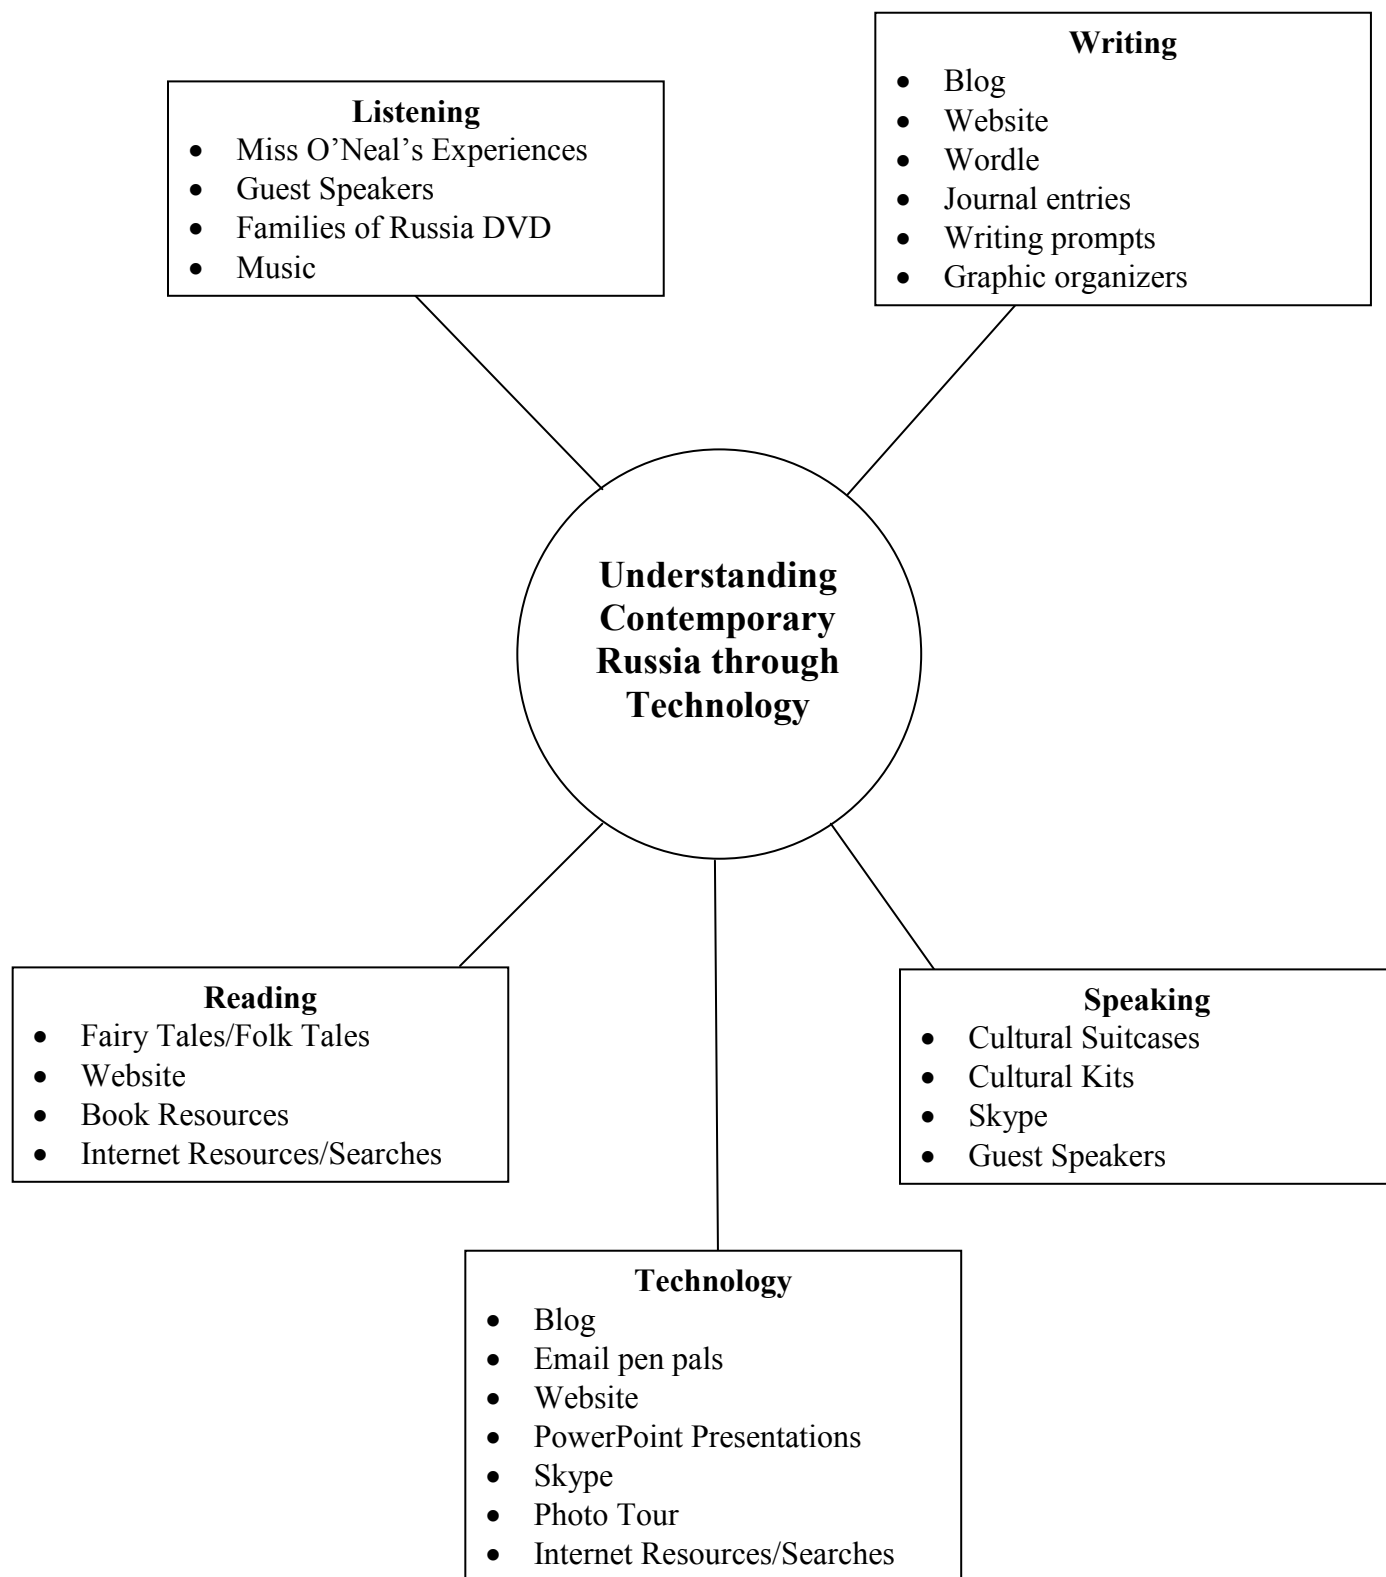 Writing
• Blog
• Website
• Wordle
• Journal entries
• Writing prompts
• Graphic organizers
Listening
• Miss O’Neal’s Experiences
• Guest Speakers
• Families of Russia DVD
• Music
Understanding
Contemporary
Russia through
Technology
Reading
• Fairy Tales/Folk Tales
• Website
• Book Resources
• Internet Resources/Searches
Speaking
• Cultural Suitcases
• Cultural Kits
• Skype
• Guest Speakers
Technology
• Blog
• Email pen pals
• Website
• PowerPoint Presentations
• Skype
• Photo Tour
• Internet Resources/Searches